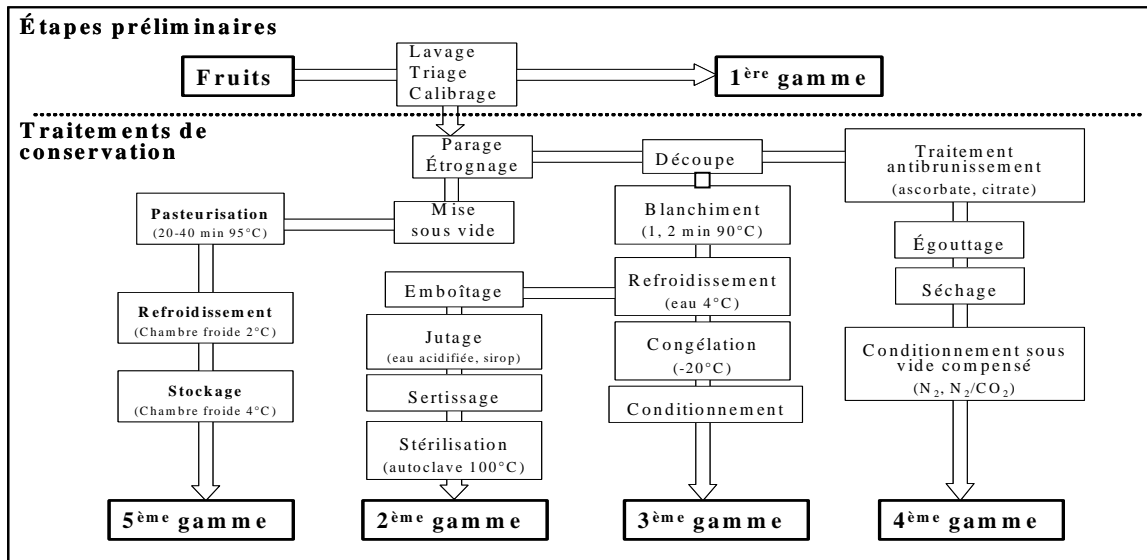 Étapes préliminaires
Fruits
Lavage
Triage
Calibrage
1ère gamme
Traitements de
conservation
Parage
Étrognage
Découpe
Traitement
antibrunissement
(ascorbate, citrate)
Pasteurisation
(20-40 min 95°C)
Mise
sous vide
Blanchiment
(1, 2 min 90°C)
Égouttage
Refroidissement
(Chambre froide 2°C)
Emboîtage
Refroidissement
(eau 4°C)
Séchage
Jutage
(eau acidifiée, sirop)
Congélation
(-20°C)
Conditionnement sous
vide compensé
(N₂, N₂/CO₂)
Stockage
(Chambre froide 4°C)
Sertissage
Conditionnement
Stérilisation
(autoclave 100°C)
5ème gamme
2ème gamme
3ème gamme
4ème gamme